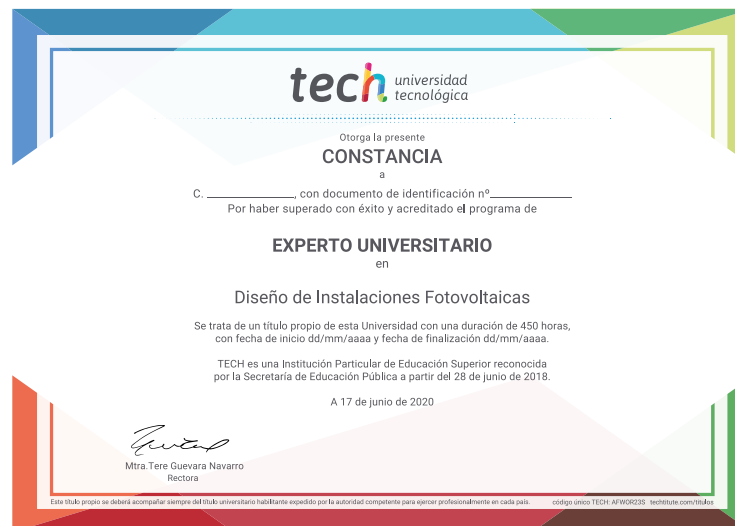 tech universidad
tecnológica
Otorga la presente
CONSTANCIA
a
C. ______________, con documento de identificación nº_____________
Por haber superado con éxito y acreditado el programa de
EXPERTO UNIVERSITARIO
en
Diseño de Instalaciones Fotovoltaicas
Se trata de un título propio de esta Universidad con una duración de 450 horas,
con fecha de inicio dd/mm/aaaa y fecha de finalización dd/mm/aaaa.
TECH es una Institución Particular de Educación Superior reconocida
por la Secretaría de Educación Pública a partir del 28 de junio de 2018.
A 17 de junio de 2020
Mtra.Tere Guevara Navarro
Rectora
Este título propio se deberá acompañar siempre del título universitario habilitante expedido por la autoridad competente para ejercer profesionalmente en cada país. código único TECH: AFWOR23S techtitute.com/títulos